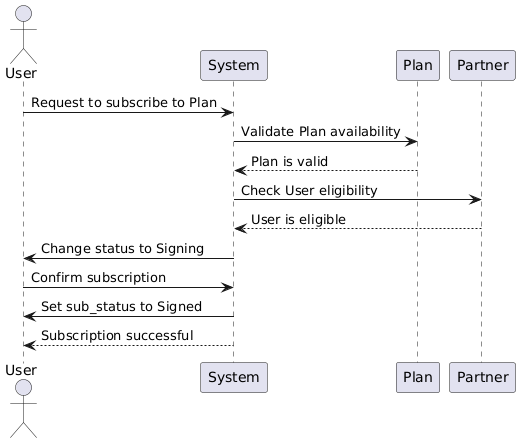 User
System
Plan
Partner
Request to subscribe to Plan
Validate Plan availability
Plan is valid
Check User eligibility
User is eligible
Change status to Signing
Confirm subscription
Set sub_status to Signed
Subscription successful
User
System
Plan
Partner